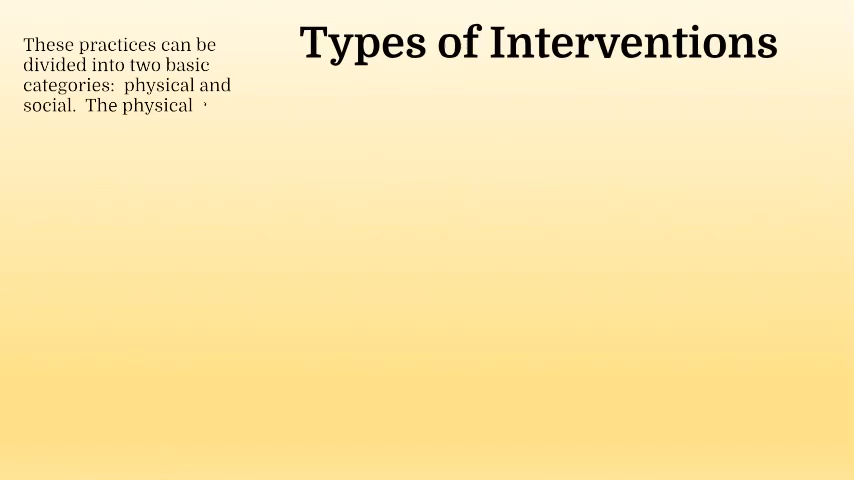 Types of Interventions
These practices can be
divided into two basic
categories:  physical and
social.  The physical